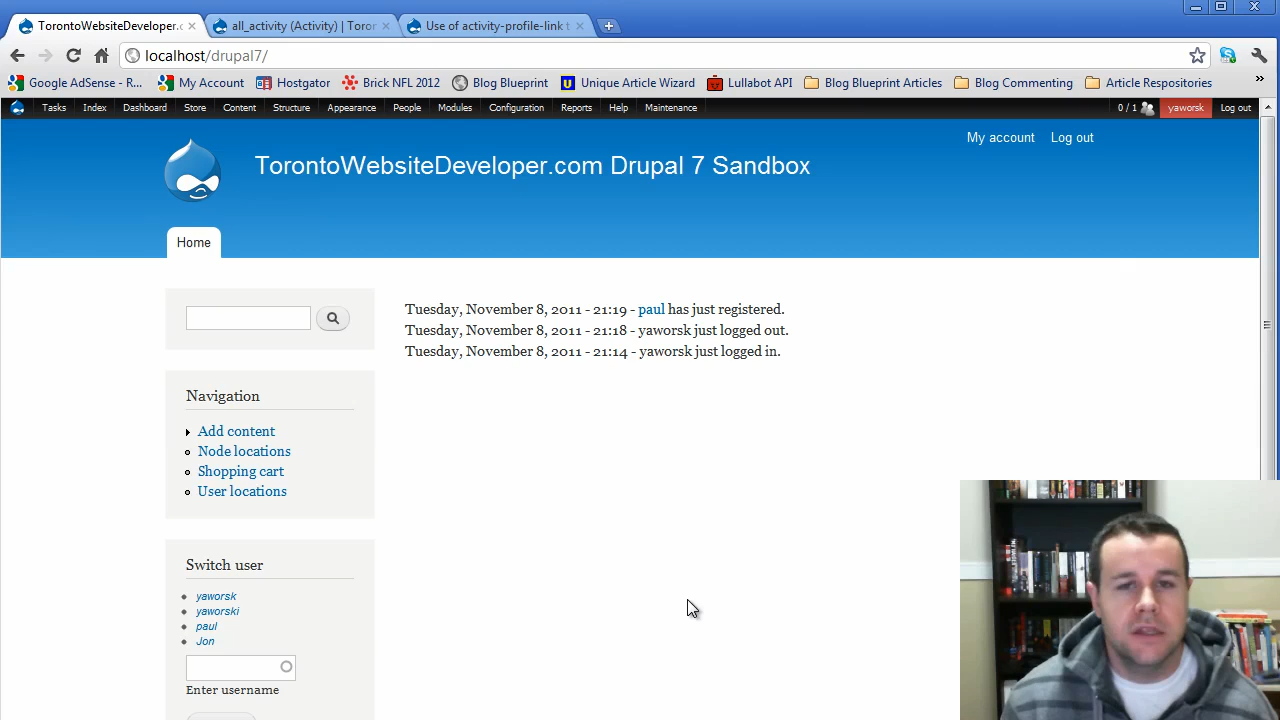 TorontoWebsiteDeveloper.c
all_activity (Activity) | Toror
Use of activity-profile-link t
localhost/drupal7/
Google AdSense - R...
My Account
Hostgator
Brick NFL 2012
Blog Blueprint
Unique Article Wizard
Lullabot API
Blog Blueprint Articles
Blog Commenting
Article Respositories
»
Tasks
Index
Dashboard
Store
Content
Structure
Appearance
People
Modules
Configuration
Reports
Help
Maintenance
0 / 1
yaworsk
Log out
My account
Log out
TorontoWebsiteDeveloper.com Drupal 7 Sandbox
Home
Tuesday, November 8, 2011 - 21:19 - paul has just registered.
Tuesday, November 8, 2011 - 21:18 - yaworsk just logged out.
Tuesday, November 8, 2011 - 21:14 - yaworsk just logged in.
Navigation
Add content
Node locations
Shopping cart
User locations
Switch user
yaworsk
yaworski
paul
Jon
Enter username